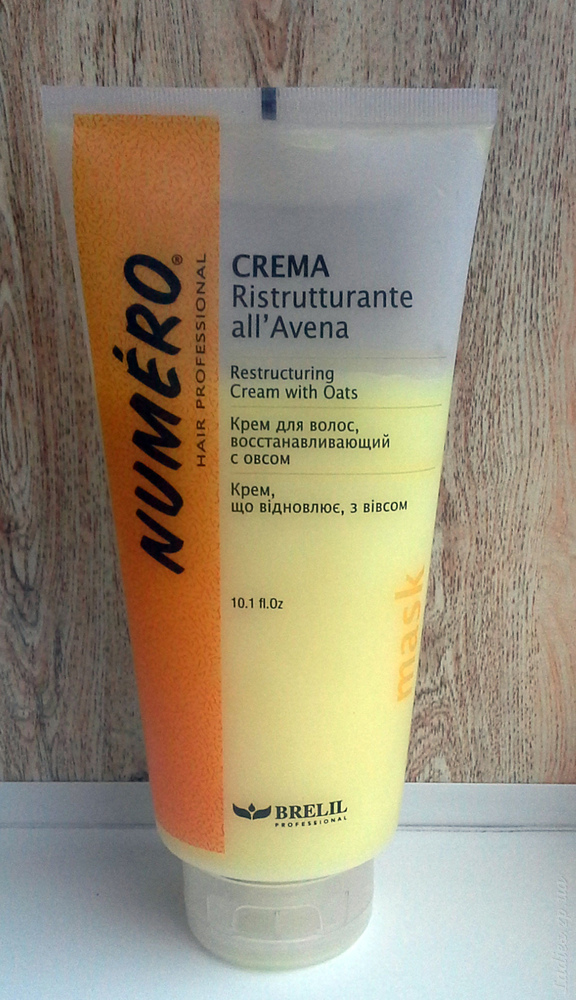 NUMÉRO®
HAIR PROFESSIONAL
CREMA
Ristrutturante
all'Avena
Restructuring
Cream with Oats
Крем для волос,
восстанавливающий
с овсом
Крем,
що відновлює, з вівсом
10.1 fl.Oz
mask
BRELIL
PROFESSIONAL